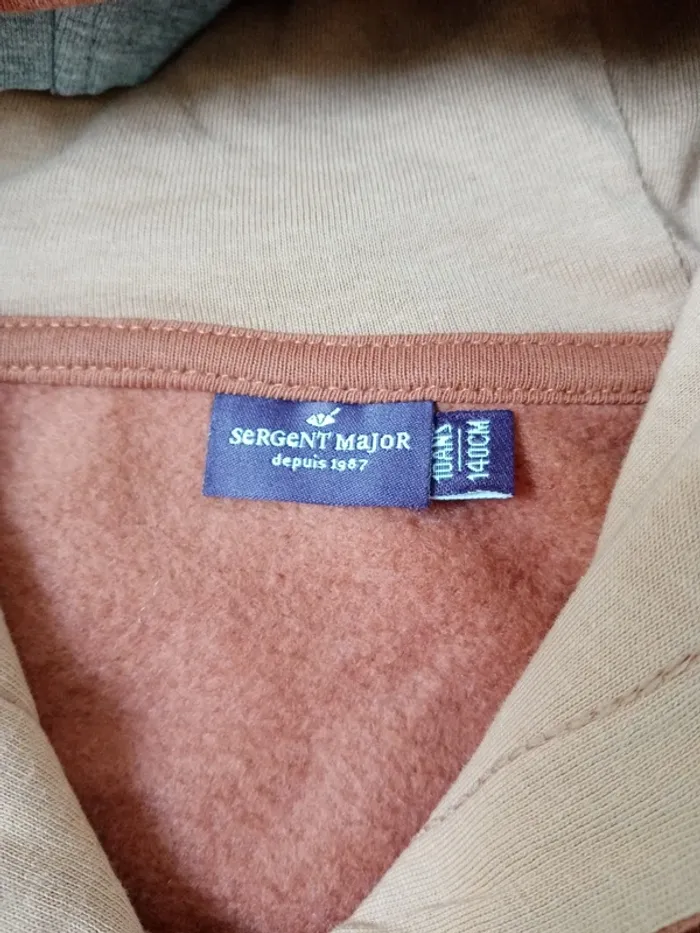 SeRGeNT MaJoR
depuis 1987
10ANS
140CM